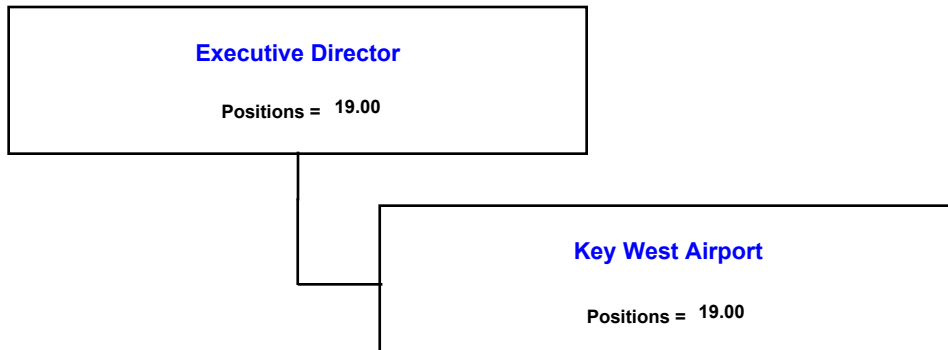 Executive Director
Positions = 19.00
Key West Airport
Positions = 19.00